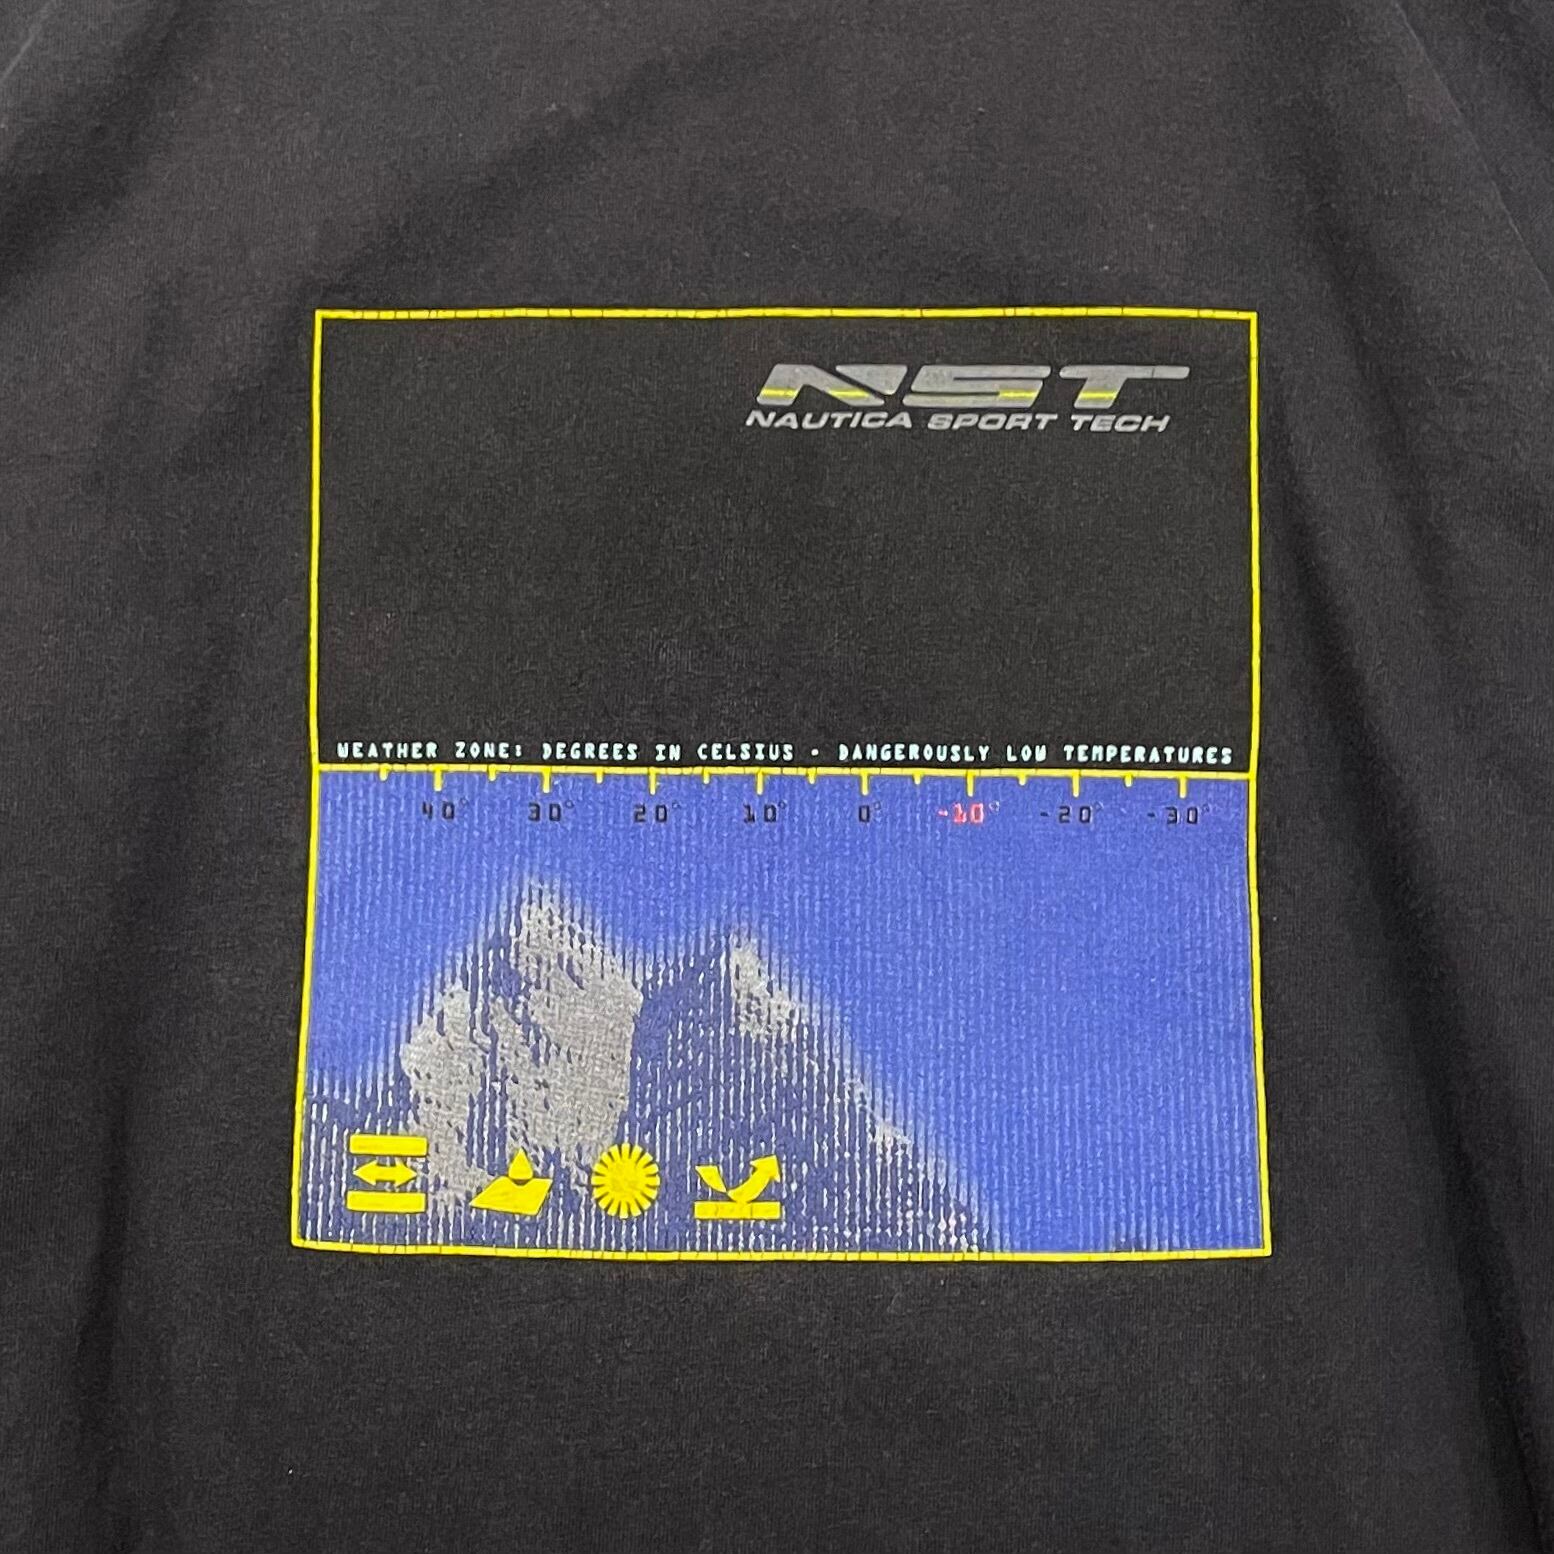 NST
NAUTICA SPORT TECH
WEATHER ZONE: DEGREES IN CELSIUS - DANGEROUSLY LOW TEMPERATURES
40° 30° 20° 10° 0° -10° -20° -30°